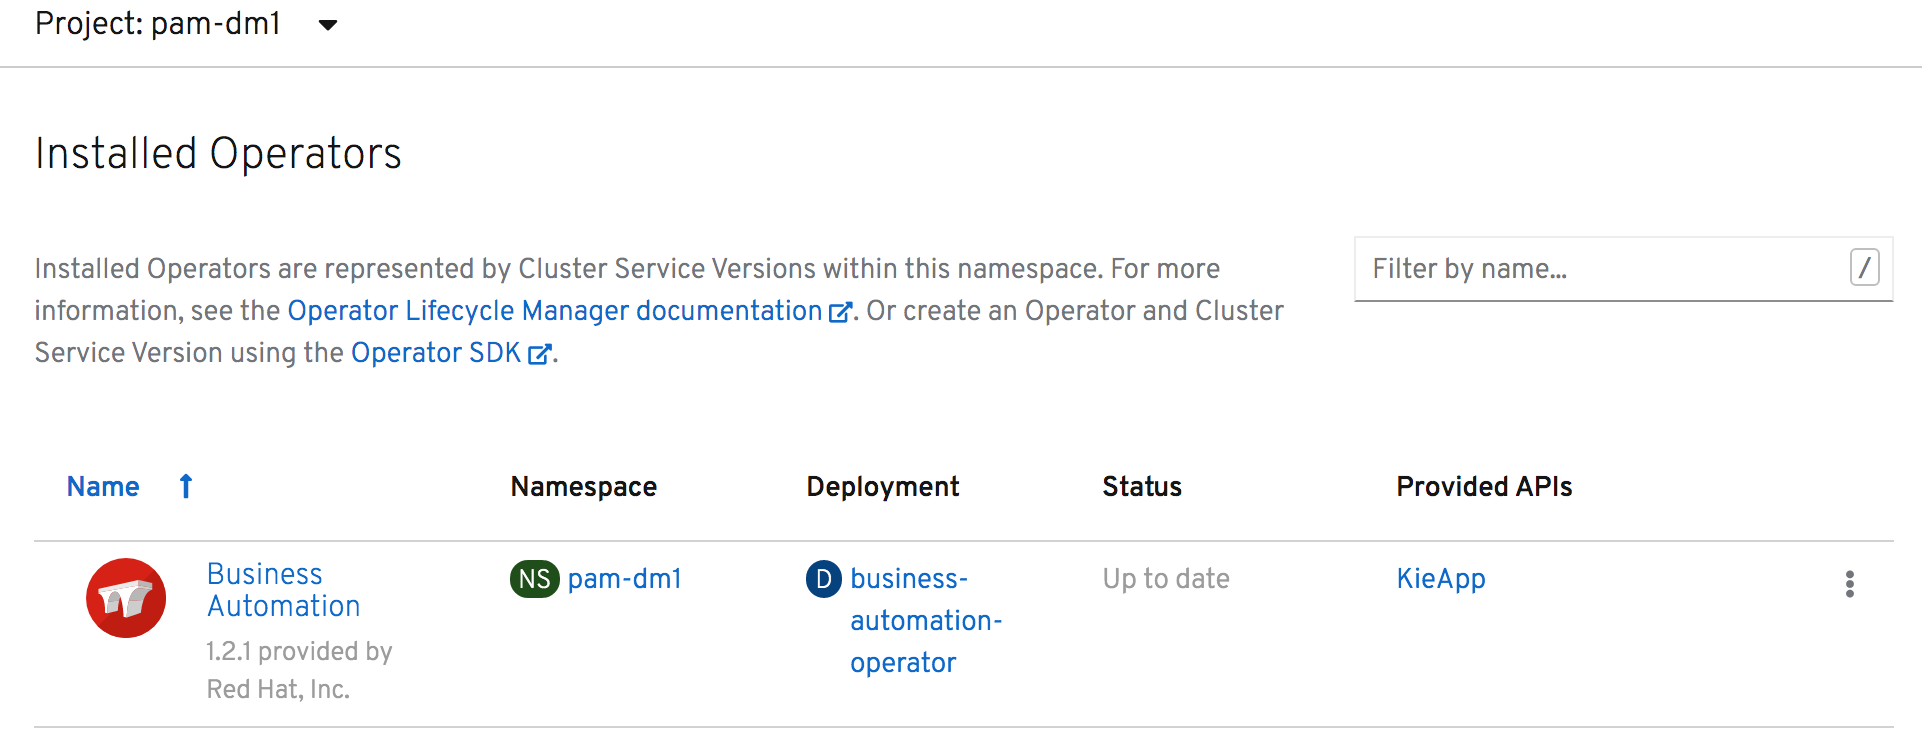 Project: pam-dm1
Installed Operators
Installed Operators are represented by Cluster Service Versions within this namespace. For more
information, see the Operator Lifecycle Manager documentation. Or create an Operator and Cluster
Service Version using the Operator SDK.
Filter by name...
/
Name Namespace Deployment Status Provided APIs
Business
Automation
1.2.1 provided by
Red Hat, Inc.
NS pam-dm1
D business-
automation-
operator
Up to date
KieApp